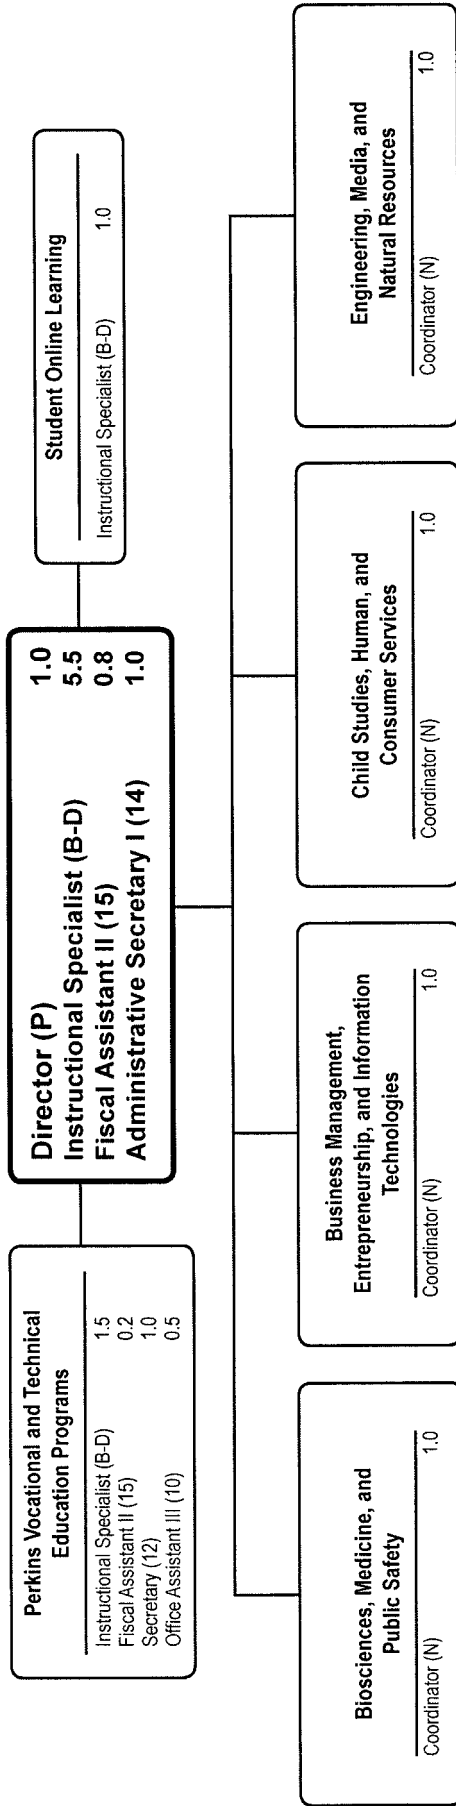 Perkins Vocational and Technical
Education Programs
Instructional Specialist (B-D) 1.5
Fiscal Assistant II (15) 0.2
Secretary (12) 1.0
Office Assistant III (10) 0.5
Director (P) 1.0
Instructional Specialist (B-D) 5.5
Fiscal Assistant II (15) 0.8
Administrative Secretary I (14) 1.0
Student Online Learning
Instructional Specialist (B-D) 1.0
Biosciences, Medicine, and
Public Safety
Coordinator (N) 1.0
Business Management,
Entrepreneurship, and Information
Technologies
Coordinator (N) 1.0
Child Studies, Human, and
Consumer Services
Coordinator (N) 1.0
Engineering, Media, and
Natural Resources
Coordinator (N) 1.0